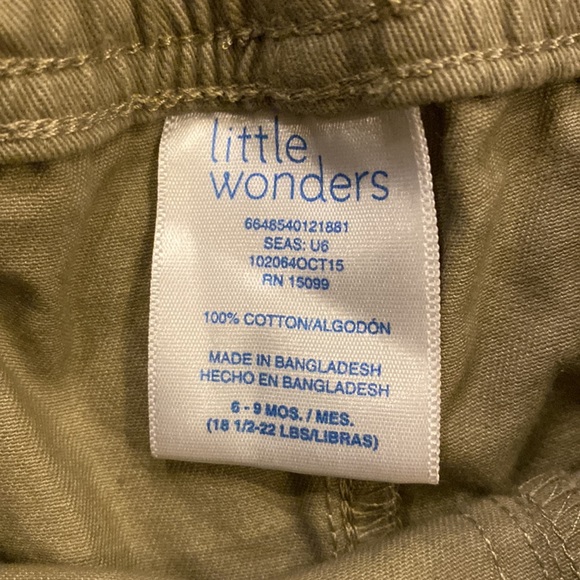 little
wonders
6648540121881
SEAS: U6
102064OCT15
RN 15099
100% COTTON/ALGODÓN
MADE IN BANGLADESH
HECHO EN BANGLADESH
6 - 9 MOS. / MES.
(18 1/2-22 LBS/LIBRAS)